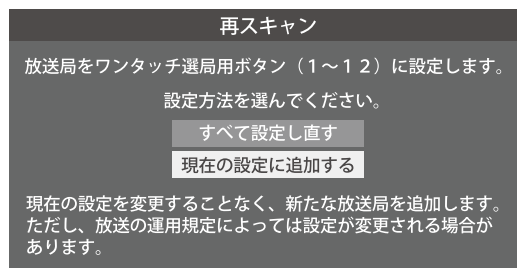 再スキャン
放送局をワンタッチ選局用ボタン（１～１２）に設定します。
設定方法を選んでください。
すべて設定し直す
現在の設定に追加する
現在の設定を変更することなく、新たな放送局を追加します。
ただし、放送の運用規定によっては設定が変更される場合が
あります。